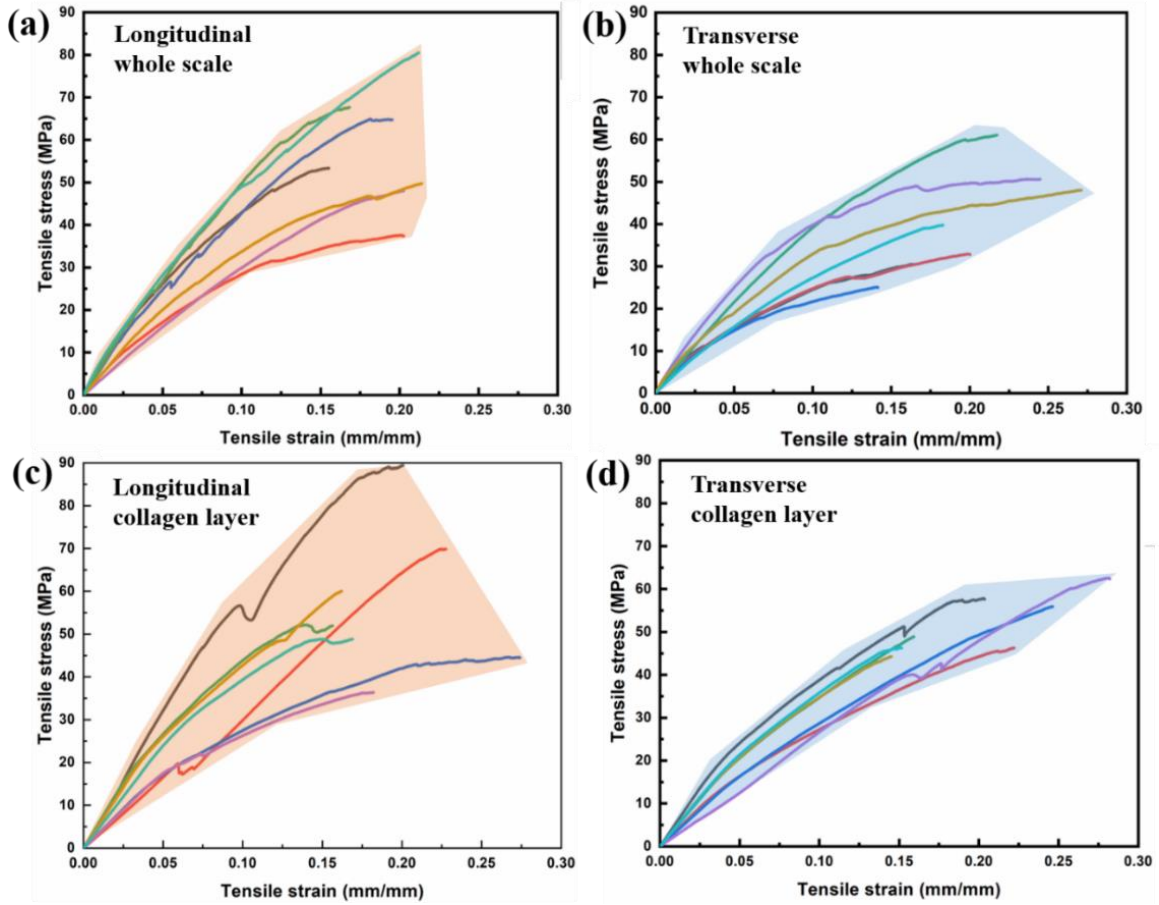 (a)
Longitudinal
whole scale
Tensile stress (MPa)
90
80
70
60
50
40
30
20
10
0
0.00 0.05 0.10 0.15 0.20 0.25 0.30
Tensile strain (mm/mm)
(b)
Transverse
whole scale
Tensile stress (MPa)
90
80
70
60
50
40
30
20
10
0
0.00 0.05 0.10 0.15 0.20 0.25 0.30
Tensile strain (mm/mm)
(c)
Longitudinal
collagen layer
Tensile stress (MPa)
90
80
70
60
50
40
30
20
10
0
0.00 0.05 0.10 0.15 0.20 0.25 0.30
Tensile strain (mm/mm)
(d)
Transverse
collagen layer
Tensile stress (MPa)
90
80
70
60
50
40
30
20
10
0
0.00 0.05 0.10 0.15 0.20 0.25 0.30
Tensile strain (mm/mm)